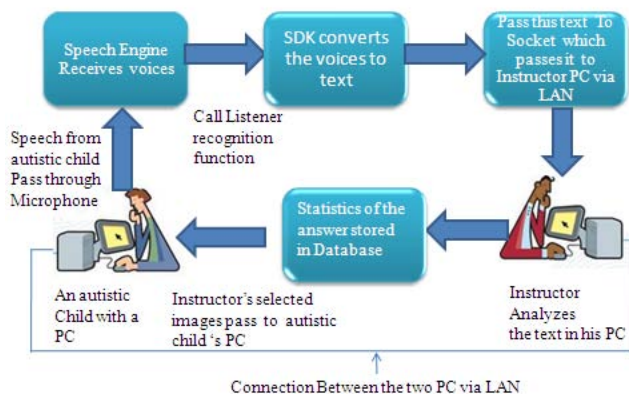 Speech Engine
Receives voices
SDK converts
the voices to
text
Pass this text To
Socket which
passes it to
Instructor PC via
LAN
Call Listener
recognition
function
Speech from
autistic child
Pass through
Microphone
Statistics of the
answer stored
in Database
An autistic
Child with a
PC
Instructor's selected
images pass to autistic
child 's PC
Instructor
Analyzes
the text in his PC
Connection Between the two PC via LAN